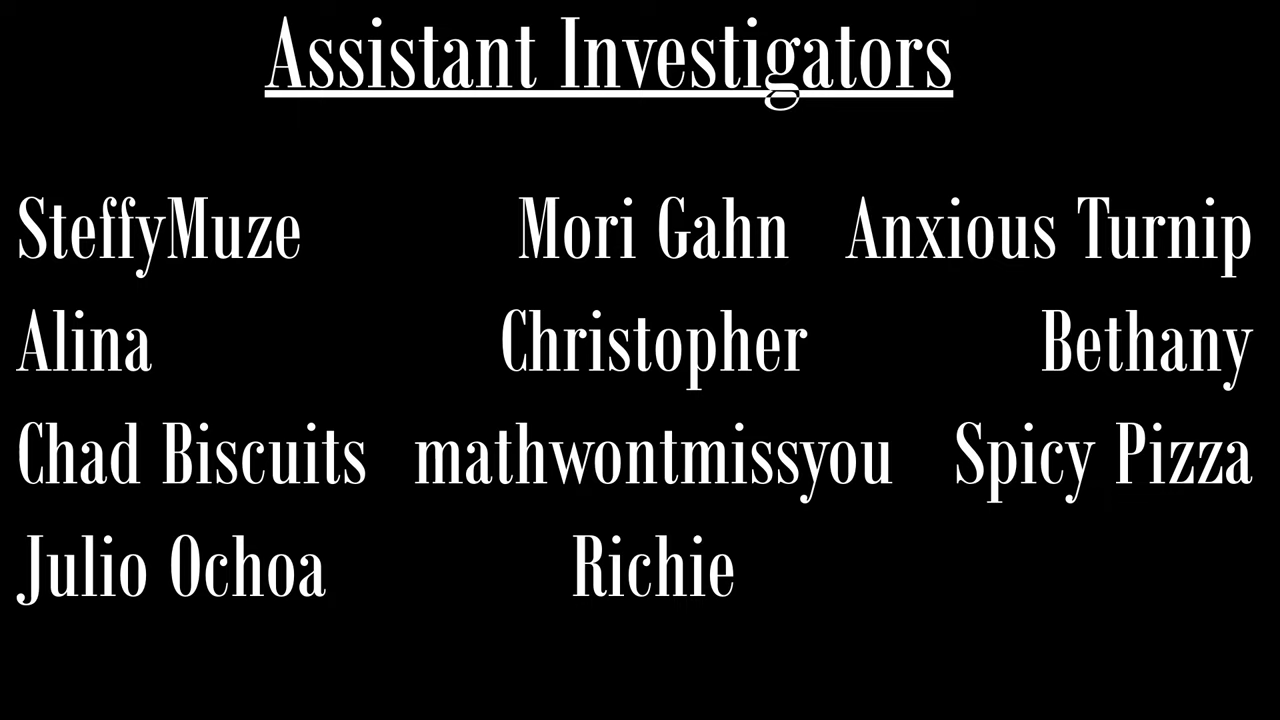 Assistant Investigators
SteffyMuze Mori Gahn Anxious Turnip
Alina Christopher Bethany
Chad Biscuits mathwontmissyou Spicy Pizza
Julio Ochoa Richie